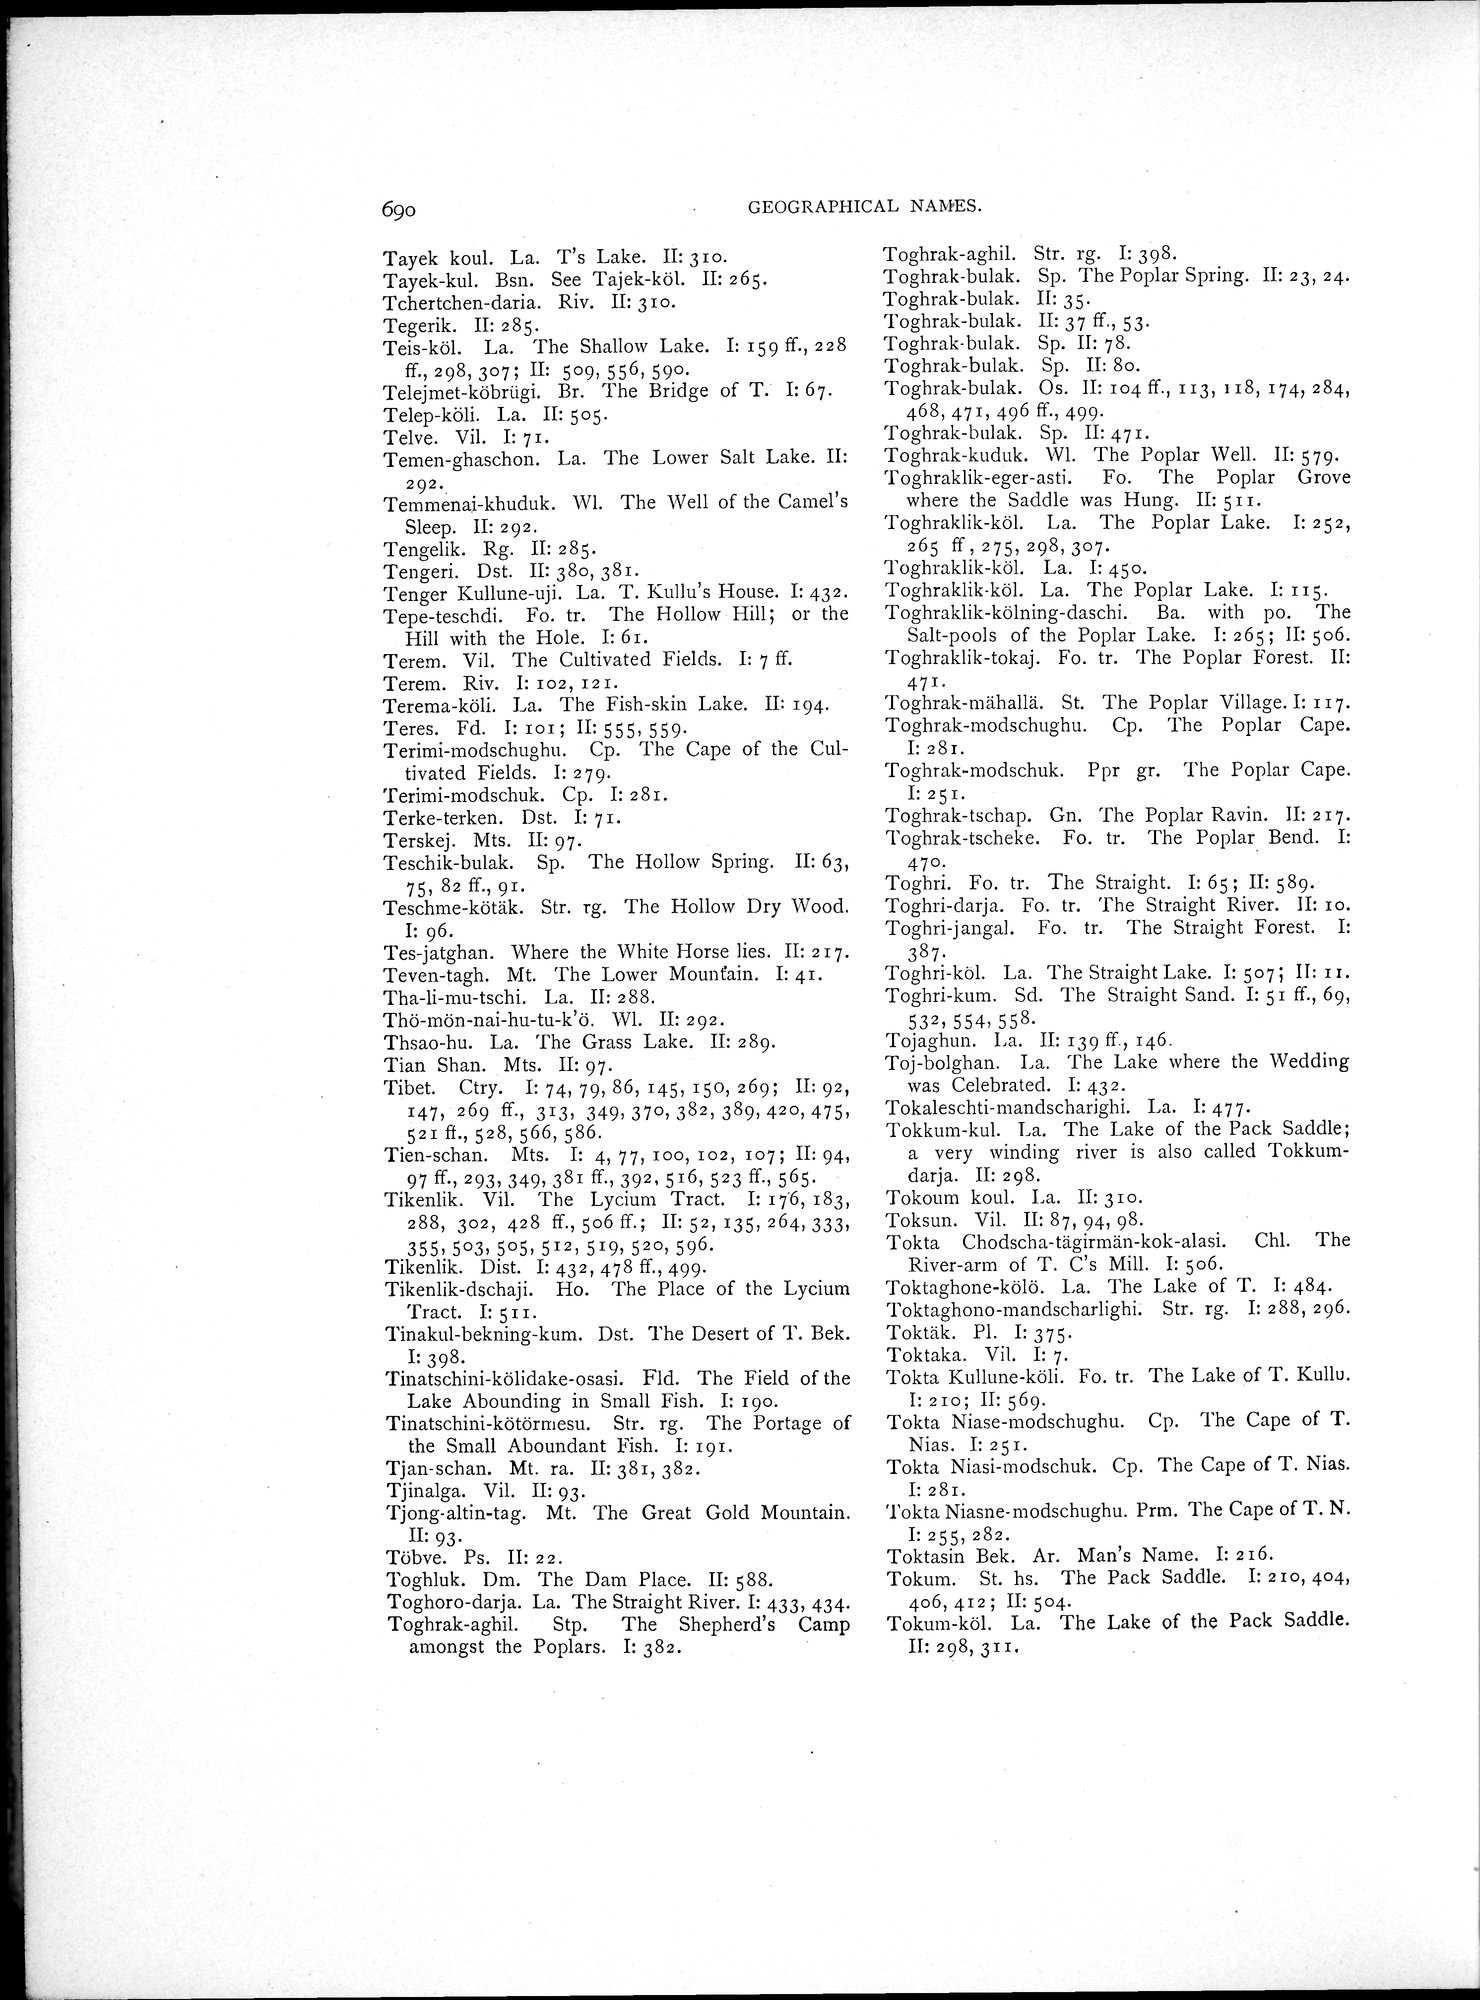 690
GEOGRAPHICAL NAMES.
Tayek koul. La. T's Lake. II: 310.
Tayek-kul. Bsn. See Tajek-köl. II: 265.
Tchertchen-daria. Riv. II: 310.
Tegerik. II: 285.
Teis-köl. La. The Shallow Lake. I: 159 ff., 228
ff., 298, 307; II: 509, 556, 590.
Telejmet-köbrügi. Br. The Bridge of T. I: 67.
Telep-köli. La. II: 505.
Telve. Vil. I: 71.
Temen-ghaschon. La. The Lower Salt Lake. II:
292.
Temmenai-khuduk. Wl. The Well of the Camel's
Sleep. II: 292.
Tengelik. Rg. II: 285.
Tengeri. Dst. II: 380, 381.
Tenger Kullune-uji. La. T. Kullu's House. I: 432.
Tepe-teschdi. Fo. tr. The Hollow Hill; or the
Hill with the Hole. I: 61.
Terem. Vil. The Cultivated Fields. I: 7 ff.
Terem. Riv. I: 102, 121.
Terema-köli. La. The Fish-skin Lake. II: 194.
Teres. Fd. I: 101; II: 555, 559.
Terimi-modschughu. Cp. The Cape of the Cul-
tivated Fields. I: 279.
Terimi-modschuk. Cp. I: 281.
Terke-terken. Dst. I: 71.
Terskej. Mts. II: 97.
Teschik-bulak. Sp. The Hollow Spring. II: 63,
75, 82 ff., 91.
Teschme-kötäk. Str. rg. The Hollow Dry Wood.
I: 96.
Tes-jatghan. Where the White Horse lies. II: 217.
Teven-tagh. Mt. The Lower Mountain. I: 41.
Tha-li-mu-tschi. La. II: 288.
Thö-mön-nai-hu-tu-k'ö. Wl. II: 292.
Thsao-hu. La. The Grass Lake. II: 289.
Tian Shan. Mts. II: 97.
Tibet. Ctry. I: 74, 79, 86, 145, 150, 269; II: 92,
147, 269 ff., 313, 349, 370, 382, 389, 420, 475,
521 ff., 528, 566, 586.
Tien-schan. Mts. I: 4, 77, 100, 102, 107; II: 94,
97 ff., 293, 349, 381 ff., 392, 516, 523 ff., 565.
Tikenlik. Vil. The Lycium Tract. I: 176, 183,
288, 302, 428 ff., 506 ff.; II: 52, 135, 264, 333,
355, 503, 505, 512, 519, 520, 596.
Tikenlik. Dist. I: 432, 478 ff., 499.
Tikenlik-dschaji. Ho. The Place of the Lycium
Tract. I: 511.
Tinakul-bekning-kum. Dst. The Desert of T. Bek.
I: 398.
Tinatschini-kölidake-osasi. Fld. The Field of the
Lake Abounding in Small Fish. I: 190.
Tinatschini-kötörmesu. Str. rg. The Portage of
the Small Aboundant Fish. I: 191.
Tjan-schan. Mt. ra. II: 381, 382.
Tjinalga. Vil. II: 93.
Tjong-altin-tag. Mt. The Great Gold Mountain.
II: 93.
Töbve. Ps. II: 22.
Toghluk. Dm. The Dam Place. II: 588.
Toghoro-darja. La. The Straight River. I: 433, 434.
Toghrak-aghil. Stp. The Shepherd's Camp
amongst the Poplars. I: 382.
Toghrak-aghil. Str. rg. I: 398.
Toghrak-bulak. Sp. The Poplar Spring. II: 23, 24.
Toghrak-bulak. II: 35.
Toghrak-bulak. II: 37 ff., 53.
Toghrak-bulak. Sp. II: 78.
Toghrak-bulak. Sp. II: 80.
Toghrak-bulak. Os. II: 104 ff., 113, 118, 174, 284,
468, 471, 496 ff., 499.
Toghrak-bulak. Sp. II: 471.
Toghrak-kuduk. Wl. The Poplar Well. II: 579.
Toghraklik-eger-asti. Fo. The Poplar Grove
where the Saddle was Hung. II: 511.
Toghraklik-köl. La. The Poplar Lake. I: 252,
265 ff, 275, 298, 307.
Toghraklik-köl. La. I: 450.
Toghraklik-köl. La. The Poplar Lake. I: 115.
Toghraklik-kölning-daschi. Ba. with po. The
Salt-pools of the Poplar Lake. I: 265; II: 506.
Toghraklik-tokaj. Fo. tr. The Poplar Forest. II:
471.
Toghrak-mähallä. St. The Poplar Village. I: 117.
Toghrak-modschughu. Cp. The Poplar Cape.
I: 281.
Toghrak-modschuk. Ppr gr. The Poplar Cape.
I: 251.
Toghrak-tschap. Gn. The Poplar Ravin. II: 217.
Toghrak-tscheke. Fo. tr. The Poplar Bend. I:
470.
Toghri. Fo. tr. The Straight. I: 65; II: 589.
Toghri-darja. Fo. tr. The Straight River. II: 10.
Toghri-jangal. Fo. tr. The Straight Forest. I:
387.
Toghri-köl. La. The Straight Lake. I: 507; II: 11.
Toghri-kum. Sd. The Straight Sand. I: 51 ff., 69,
532, 554, 558.
Tojaghun. La. II: 139 ff., 146.
Toj-bolghan. La. The Lake where the Wedding
was Celebrated. I: 432.
Tokaleschti-mandscharighi. La. I: 477.
Tokkum-kul. La. The Lake of the Pack Saddle;
a very winding river is also called Tokkum-
darja. II: 298.
Tokoum koul. La. II: 310.
Toksun. Vil. II: 87, 94, 98.
Tokta Chodscha-tägirmän-kok-alasi. Chl. The
River-arm of T. C's Mill. I: 506.
Toktaghone-kölö. La. The Lake of T. I: 484.
Toktaghono-mandscharlighi. Str. rg. I: 288, 296.
Toktäk. Pl. I: 375.
Toktaka. Vil. I: 7.
Tokta Kullune-köli. Fo. tr. The Lake of T. Kullu.
I: 210; II: 569.
Tokta Niase-modschughu. Cp. The Cape of T.
Nias. I: 251.
Tokta Niasi-modschuk. Cp. The Cape of T. Nias.
I: 281.
Tokta Niasne-modschughu. Prm. The Cape of T. N.
I: 255, 282.
Toktasin Bek. Ar. Man's Name. I: 216.
Tokum. St. hs. The Pack Saddle. I: 210, 404,
406, 412; II: 504.
Tokum-köl. La. The Lake of the Pack Saddle.
II: 298, 311.